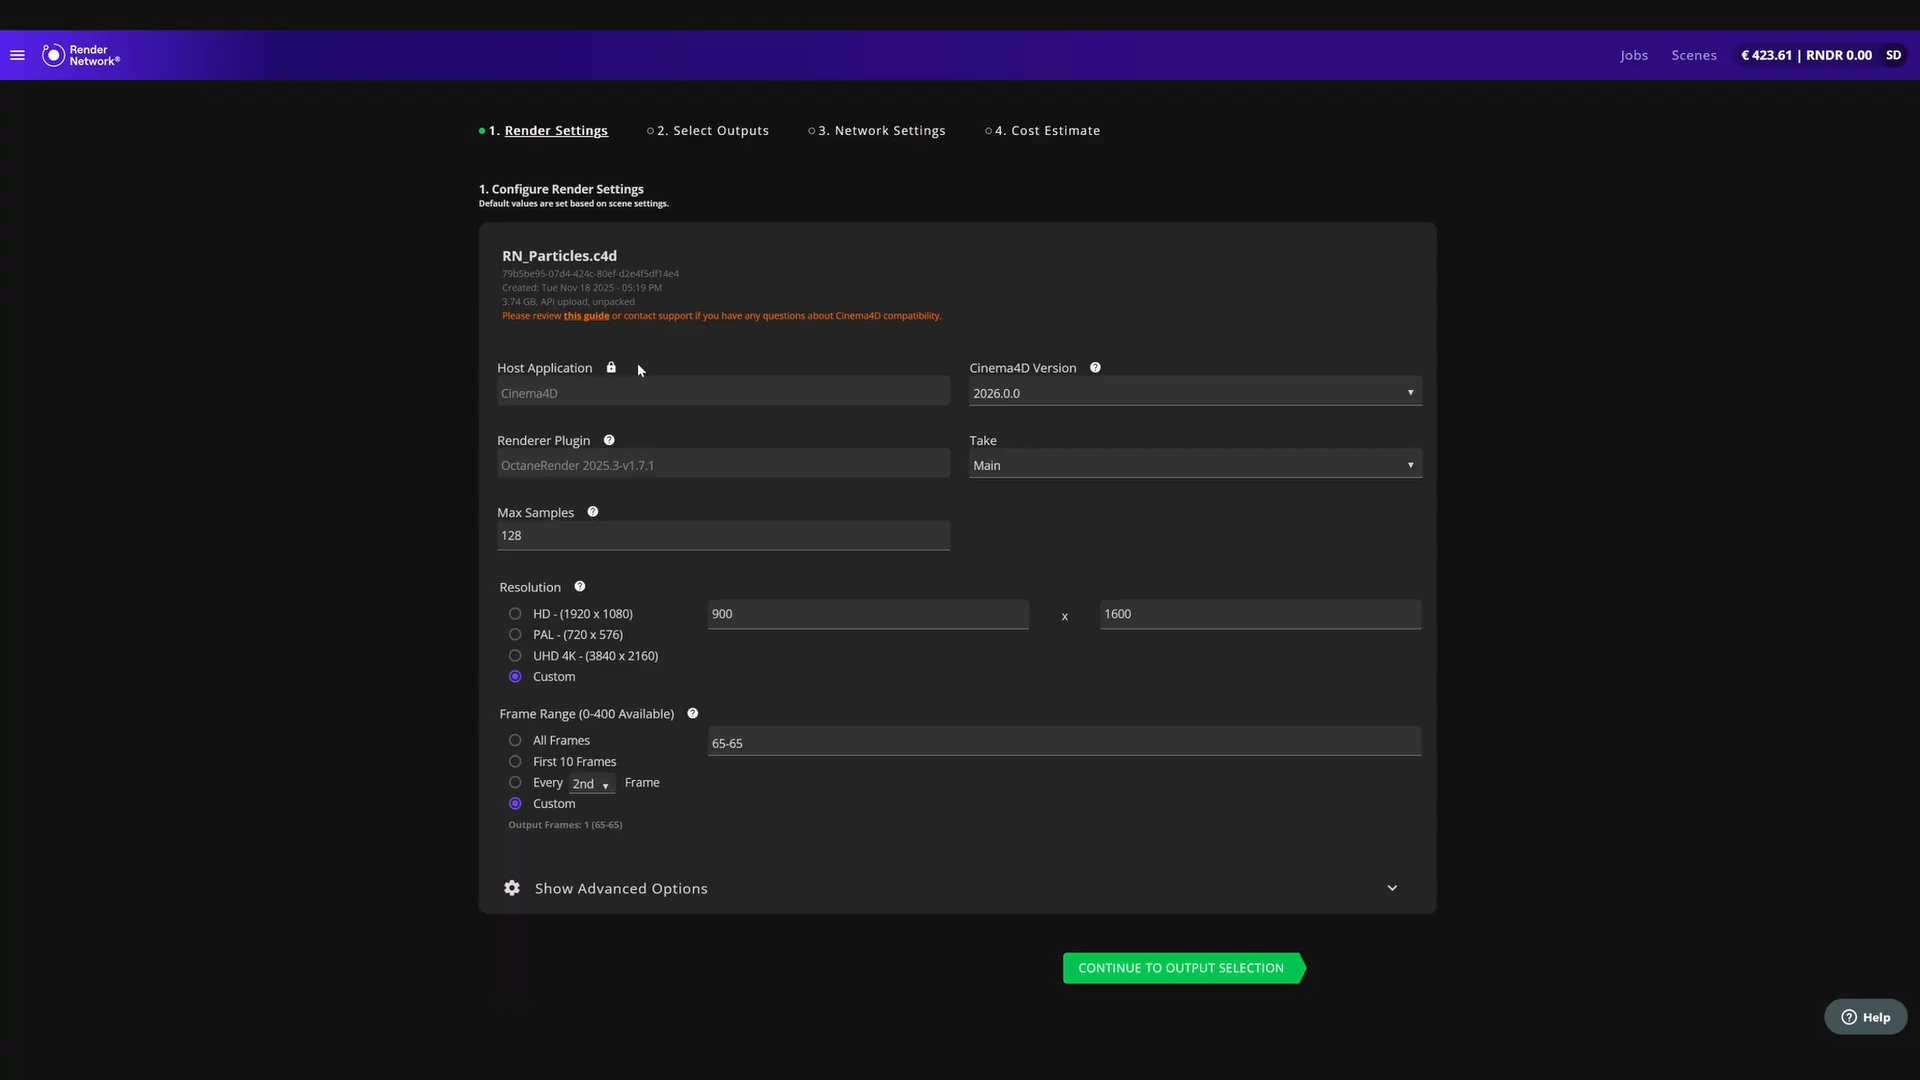 Render
Network®
Jobs
Scenes
€ 423.61 | RNDR 0.00
SD
1. Render Settings
2. Select Outputs
3. Network Settings
4. Cost Estimate
1. Configure Render Settings
Default values are set based on scene settings.
RN_Particles.c4d
79b5be95-07d4-424c-80ef-d2e4f5df14e4
Created: Tue Nov 18 2025 - 05:19 PM
3.74 GB, API upload, unpacked
Please review this guide or contact support if you have any questions about Cinema4D compatibility.
Host Application
Cinema4D
Cinema4D Version ?
2026.0.0
Renderer Plugin ?
OctaneRender 2025.3-v1.7.1
Take
Main
Max Samples ?
128
Resolution ?
HD - (1920 x 1080)
PAL - (720 x 576)
UHD 4K - (3840 x 2160)
Custom
900 x 1600
Frame Range (0-400 Available) ?
All Frames
First 10 Frames
Every 2nd Frame
Custom
65-65
Output Frames: 1 (65-65)
Show Advanced Options
CONTINUE TO OUTPUT SELECTION
? Help